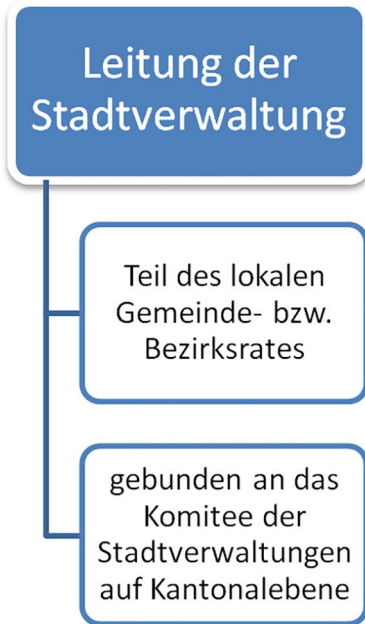 Leitung der
Stadtverwaltung
Teil des lokalen
Gemeinde- bzw.
Bezirksrates
gebunden an das
Komitee der
Stadtverwaltungen
auf Kantonalebene